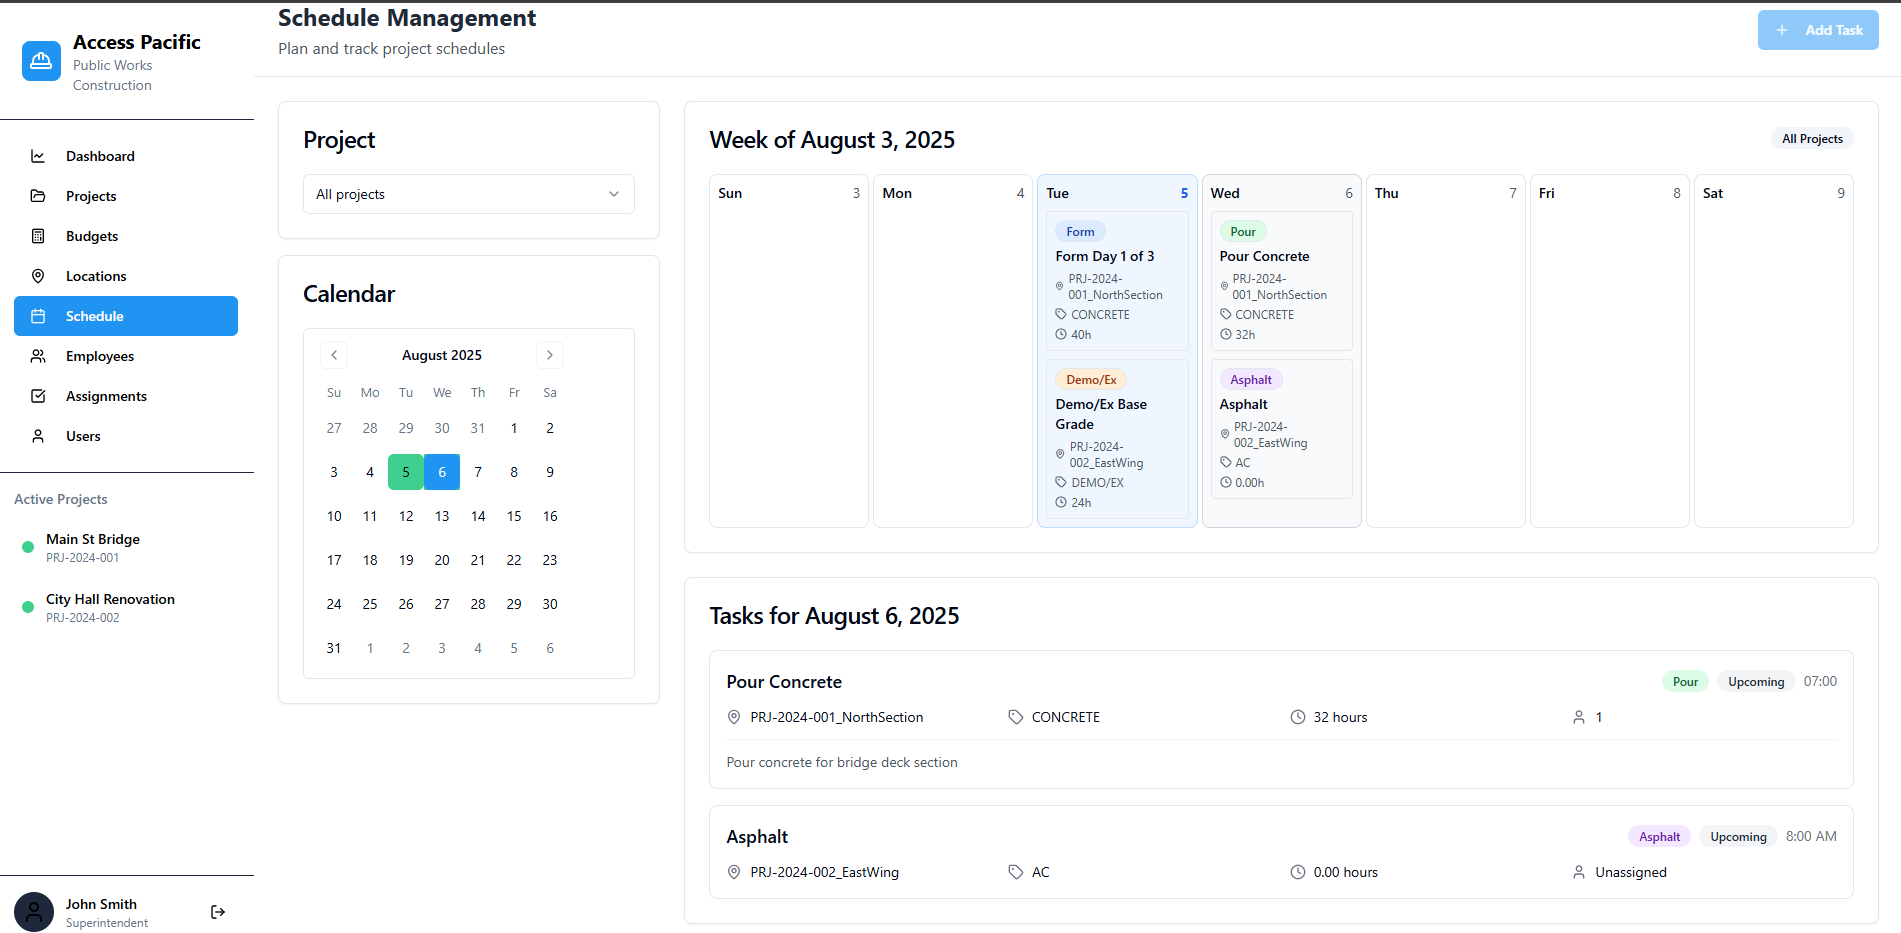 Access Pacific
Public Works
Construction
Dashboard
Projects
Budgets
Locations
Schedule
Employees
Assignments
Users
Active Projects
Main St Bridge
PRJ-2024-001
City Hall Renovation
PRJ-2024-002
John Smith
Superintendent
Schedule Management
Plan and track project schedules
Add Task
Project
All projects
Calendar
August 2025
Su Mo Tu We Th Fr Sa
27 28 29 30 31 1 2
3 4 5 6 7 8 9
10 11 12 13 14 15 16
17 18 19 20 21 22 23
24 25 26 27 28 29 30
31 1 2 3 4 5 6
Week of August 3, 2025
All Projects
Sun 3
Mon 4
Tue 5
Form
Form Day 1 of 3
PRJ-2024-
001_NorthSection
CONCRETE
40h
Demo/Ex
Demo/Ex Base
Grade
PRJ-2024-
002_EastWing
DEMO/EX
24h
Wed 6
Pour
Pour Concrete
PRJ-2024-
001_NorthSection
CONCRETE
32h
Asphalt
Asphalt
PRJ-2024-
002_EastWing
AC
0.00h
Thu 7
Fri 8
Sat 9
Tasks for August 6, 2025
Pour Concrete
Pour Upcoming 07:00
PRJ-2024-001_NorthSection CONCRETE 32 hours 1
Pour concrete for bridge deck section
Asphalt
Asphalt Upcoming 8:00 AM
PRJ-2024-002_EastWing AC 0.00 hours Unassigned